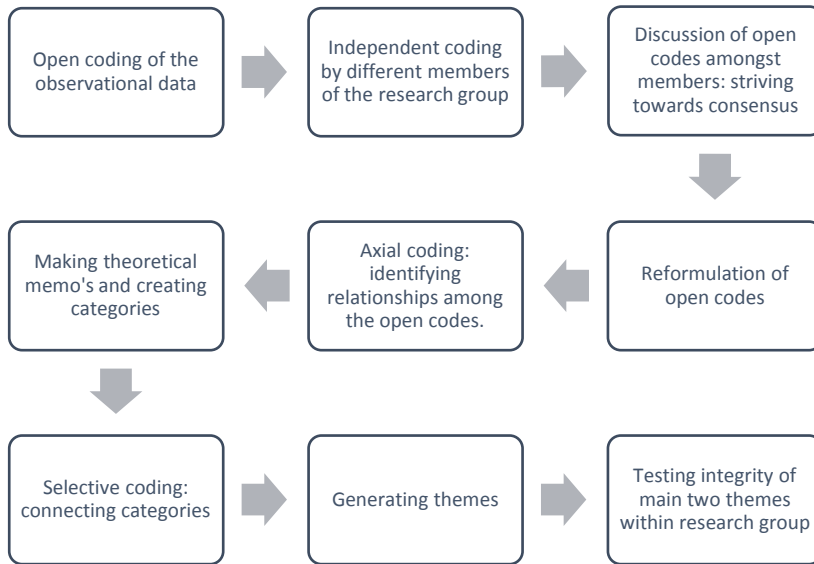 Open coding of the
observational data
Independent coding
by different members
of the research group
Discussion of open
codes amongst
members: striving
towards consensus
Reformulation of
open codes
Axial coding:
identifying
relationships among
the open codes.
Making theoretical
memo's and creating
categories
Selective coding:
connecting categories
Generating themes
Testing integrity of
main two themes
within research group